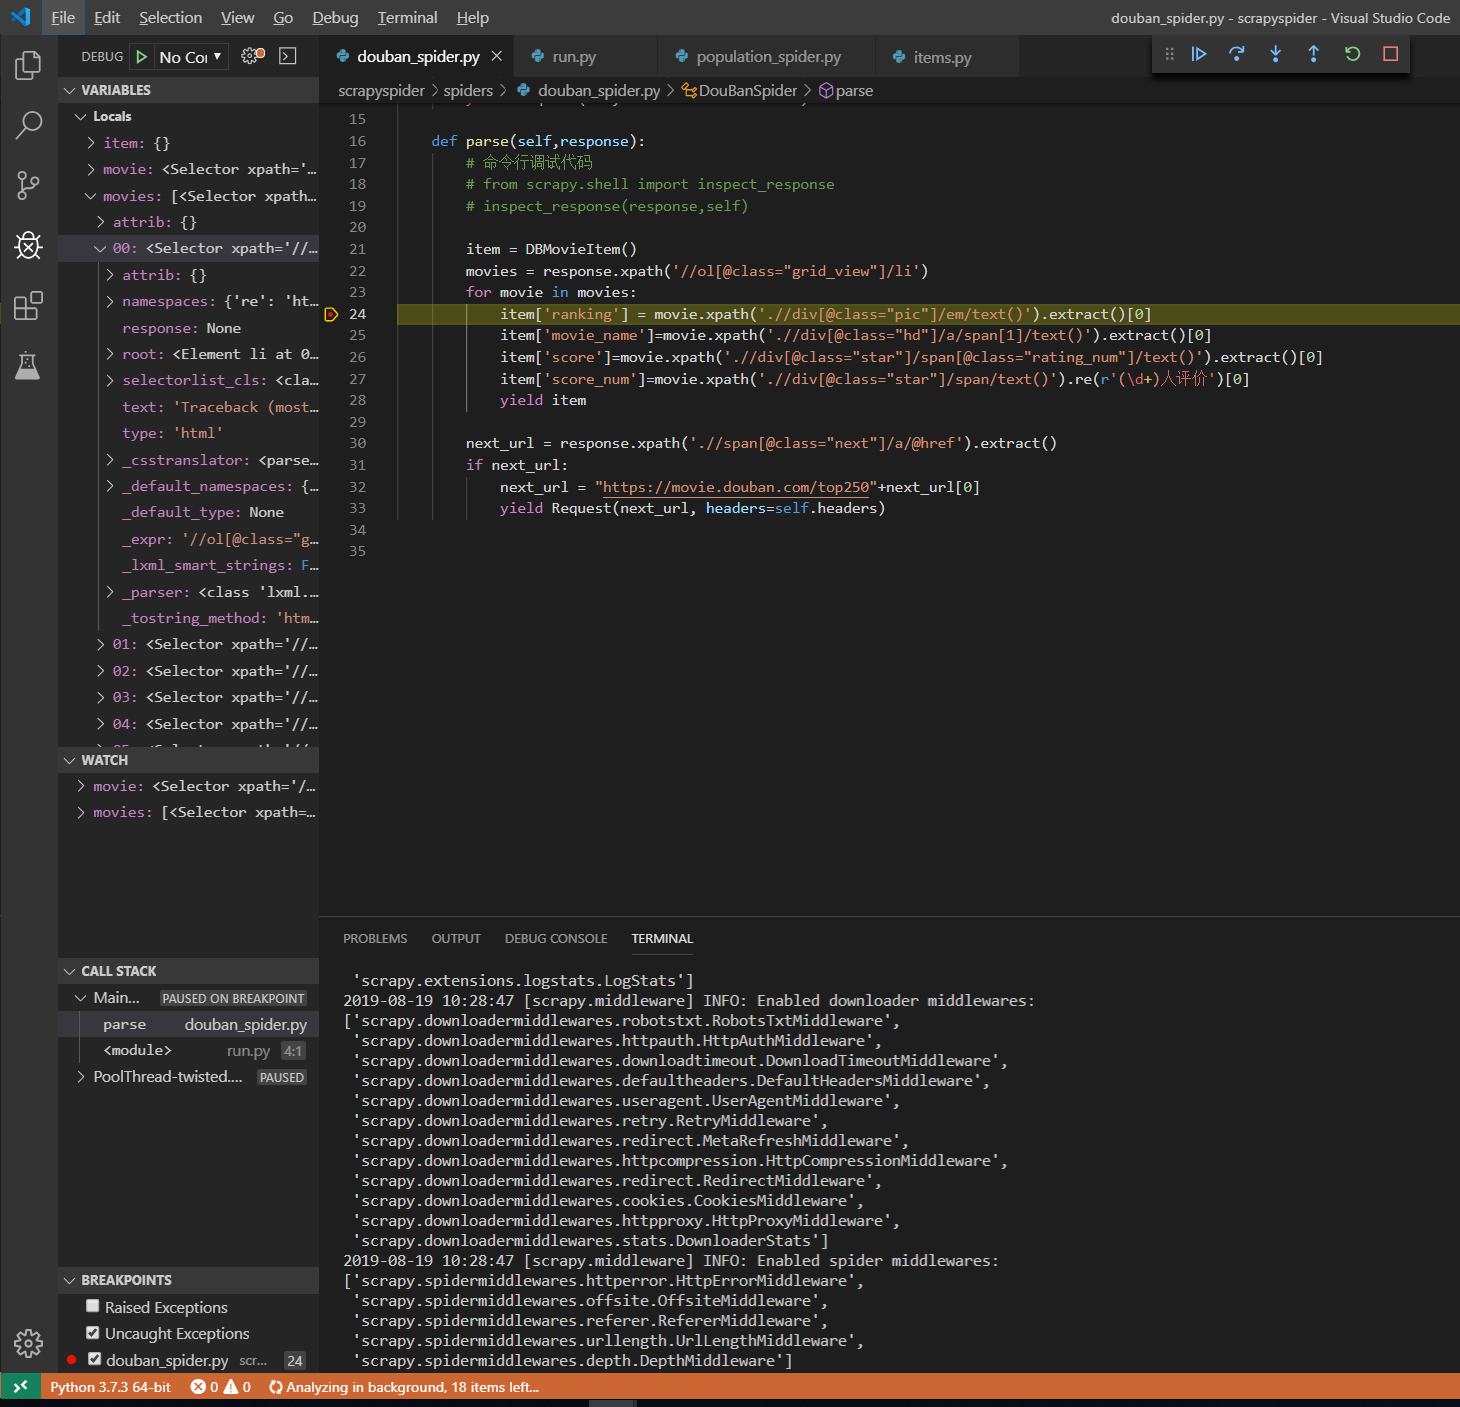 File Edit Selection View Go Debug Terminal Help
douban_spider.py - scrapyspider - Visual Studio Code
DEBUG No Cor
douban_spider.py run.py population_spider.py items.py
scrapyspider > spiders > douban_spider.py > DouBanSpider > parse
VARIABLES
Locals
item: {}
movie: <Selector xpath='...
movies: [<Selector xpath...
attrib: {}
00: <Selector xpath='//...
attrib: {}
namespaces: {'re': 'ht...
response: None
root: <Element li at 0...
selectorlist_cls: <cla...
text: 'Traceback (most...
type: 'html'
_csstranslator: <parse...
_default_namespaces: {...
_default_type: None
_expr: '//ol[@class="g...
_lxml_smart_strings: F...
_parser: <class 'lxml....
_tostring_method: 'htm...
01: <Selector xpath='//...
02: <Selector xpath='//...
03: <Selector xpath='//...
04: <Selector xpath='//...
WATCH
movie: <Selector xpath='/...
movies: [<Selector xpath=...
CALL STACK
Main... PAUSED ON BREAKPOINT
parse douban_spider.py
<module> run.py 4:1
PoolThread-twisted.... PAUSED
BREAKPOINTS
Raised Exceptions
Uncaught Exceptions
douban_spider.py scr... 24
15
16 def parse(self,response):
17 # 命令行调试代码
18 # from scrapy.shell import inspect_response
19 # inspect_response(response,self)
20
21 item = DBMovieItem()
22 movies = response.xpath('//ol[@class="grid_view"]/li')
23 for movie in movies:
24 item['ranking'] = movie.xpath('.//div[@class="pic"]/em/text()').extract()[0]
25 item['movie_name']=movie.xpath('.//div[@class="hd"]/a/span[1]/text()').extract()[0]
26 item['score']=movie.xpath('.//div[@class="star"]/span[@class="rating_num"]/text()').extract()[0]
27 item['score_num']=movie.xpath('.//div[@class="star"]/span/text()').re(r'(\d+)人评价')[0]
28 yield item
29
30 next_url = response.xpath('.//span[@class="next"]/a/@href').extract()
31 if next_url:
32 next_url = "https://movie.douban.com/top250"+next_url[0]
33 yield Request(next_url, headers=self.headers)
34
35
PROBLEMS OUTPUT DEBUG CONSOLE TERMINAL
'scrapy.extensions.logstats.LogStats']
2019-08-19 10:28:47 [scrapy.middleware] INFO: Enabled downloader middlewares:
['scrapy.downloadermiddlewares.robotstxt.RobotsTxtMiddleware',
'scrapy.downloadermiddlewares.httpauth.HttpAuthMiddleware',
'scrapy.downloadermiddlewares.downloadtimeout.DownloadTimeoutMiddleware',
'scrapy.downloadermiddlewares.defaultheaders.DefaultHeadersMiddleware',
'scrapy.downloadermiddlewares.useragent.UserAgentMiddleware',
'scrapy.downloadermiddlewares.retry.RetryMiddleware',
'scrapy.downloadermiddlewares.redirect.MetaRefreshMiddleware',
'scrapy.downloadermiddlewares.httpcompression.HttpCompressionMiddleware',
'scrapy.downloadermiddlewares.redirect.RedirectMiddleware',
'scrapy.downloadermiddlewares.cookies.CookiesMiddleware',
'scrapy.downloadermiddlewares.httpproxy.HttpProxyMiddleware',
'scrapy.downloadermiddlewares.stats.DownloaderStats']
2019-08-19 10:28:47 [scrapy.middleware] INFO: Enabled spider middlewares:
['scrapy.spidermiddlewares.httperror.HttpErrorMiddleware',
'scrapy.spidermiddlewares.offsite.OffsiteMiddleware',
'scrapy.spidermiddlewares.referer.RefererMiddleware',
'scrapy.spidermiddlewares.urllength.UrlLengthMiddleware',
'scrapy.spidermiddlewares.depth.DepthMiddleware']
Python 3.7.3 64-bit 0 0 Analyzing in background, 18 items left...